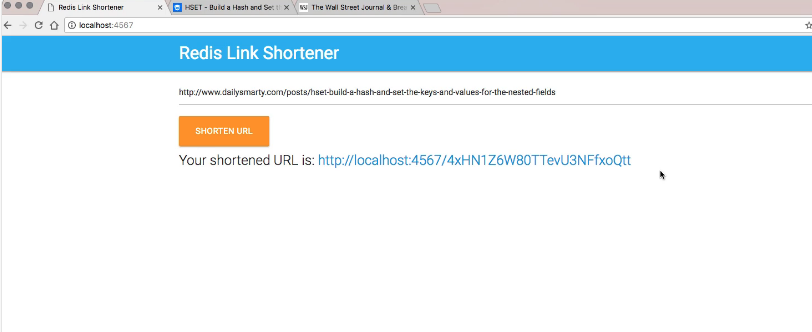 Redis Link Shortener
HSET - Build a Hash and Set th
The Wall Street Journal & Brea
localhost:4567
Redis Link Shortener
http://www.dailysmarty.com/posts/hset-build-a-hash-and-set-the-keys-and-values-for-the-nested-fields
SHORTEN URL
Your shortened URL is: http://localhost:4567/4xHN1Z6W80TTevU3NFfxoQtt